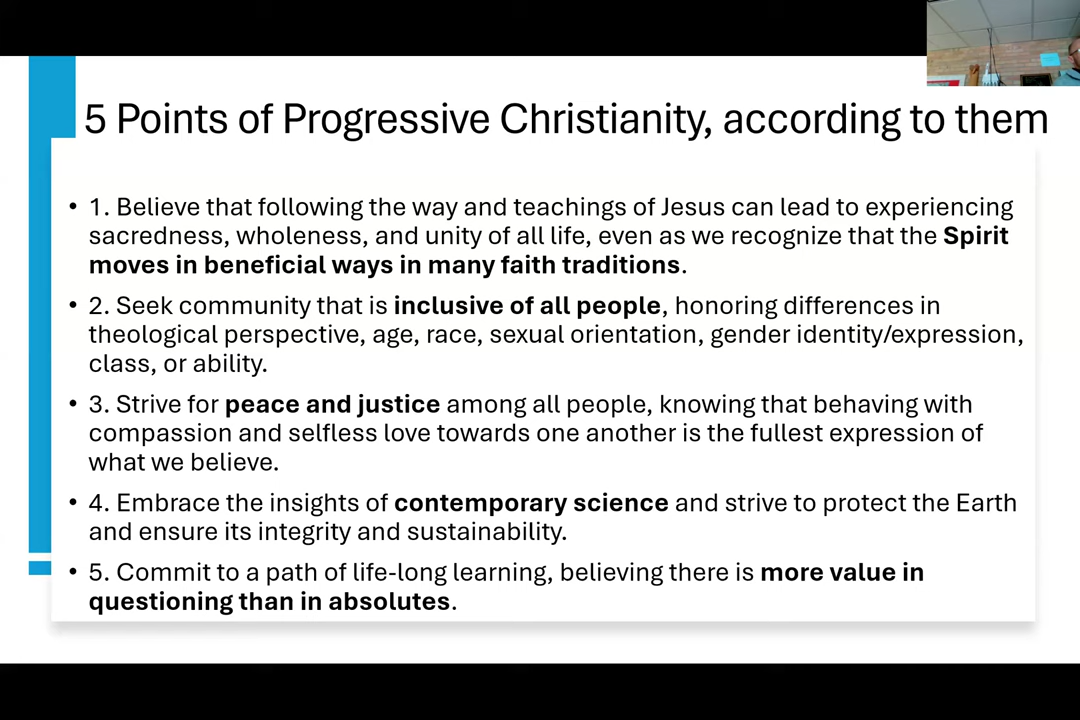 5 Points of Progressive Christianity, according to them
• 1. Believe that following the way and teachings of Jesus can lead to experiencing
sacredness, wholeness, and unity of all life, even as we recognize that the Spirit
moves in beneficial ways in many faith traditions.
• 2. Seek community that is inclusive of all people, honoring differences in
theological perspective, age, race, sexual orientation, gender identity/expression,
class, or ability.
• 3. Strive for peace and justice among all people, knowing that behaving with
compassion and selfless love towards one another is the fullest expression of
what we believe.
• 4. Embrace the insights of contemporary science and strive to protect the Earth
and ensure its integrity and sustainability.
• 5. Commit to a path of life-long learning, believing there is more value in
questioning than in absolutes.